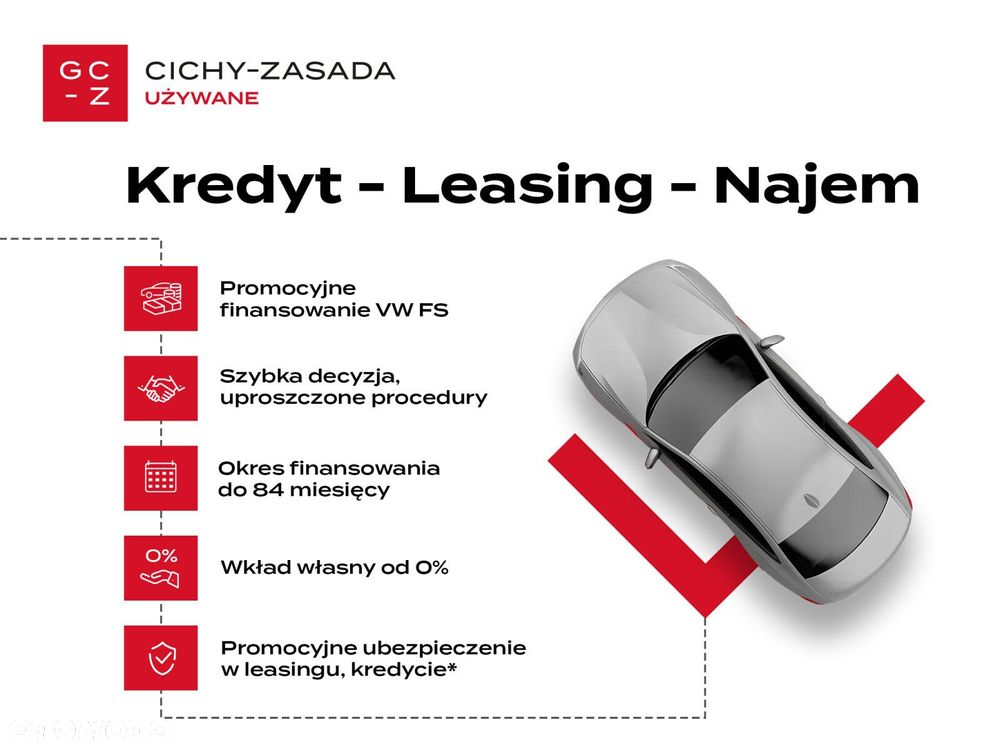 GC
-Z
CICHY-ZASADA
UŻYWANE
Kredyt - Leasing - Najem
Promocyjne
finansowanie VW FS
Szybka decyzja,
uproszczone procedury
Okres finansowania
do 84 miesięcy
0%
Wkład własny od 0%
Promocyjne ubezpieczenie
w leasingu, kredycie*